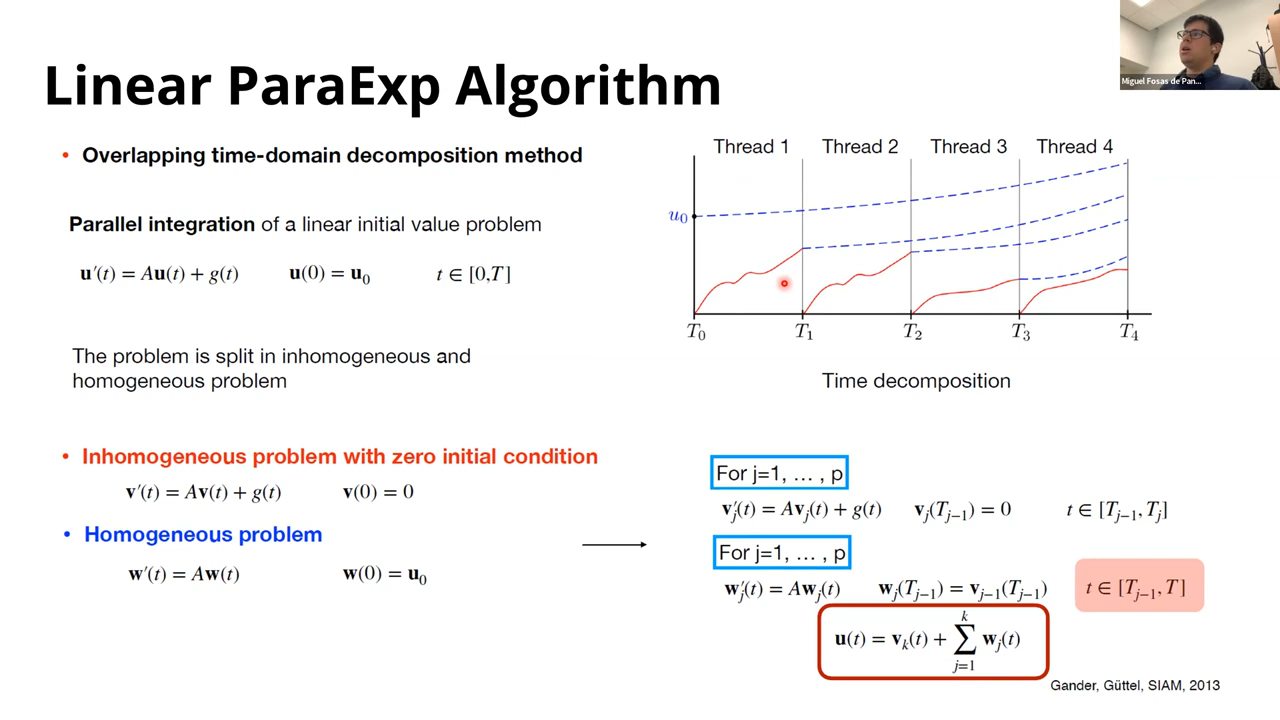 Miguel Fosas de Pan...
Linear ParaExp Algorithm
• Overlapping time-domain decomposition method
Parallel integration of a linear initial value problem
u′(t) = Au(t) + g(t)  u(0) = u₀  t ∈ [0,T]
The problem is split in inhomogeneous and
homogeneous problem
• Inhomogeneous problem with zero initial condition
v′(t) = Av(t) + g(t)  v(0) = 0
• Homogeneous problem
w′(t) = Aw(t)  w(0) = u₀
Thread 1  Thread 2  Thread 3  Thread 4
u₀
T₀  T₁  T₂  T₃  T₄
Time decomposition
For j=1, … , p
v′ⱼ(t) = Avⱼ(t) + g(t)  vⱼ(Tⱼ₋₁) = 0  t ∈ [Tⱼ₋₁, Tⱼ]
For j=1, … , p
w′ⱼ(t) = Awⱼ(t)  wⱼ(Tⱼ₋₁) = vⱼ₋₁(Tⱼ₋₁)  t ∈ [Tⱼ₋₁, T]
u(t) = vₖ(t) + ∑ⱼ₌₁ᵏ wⱼ(t)
Gander, Güttel, SIAM, 2013